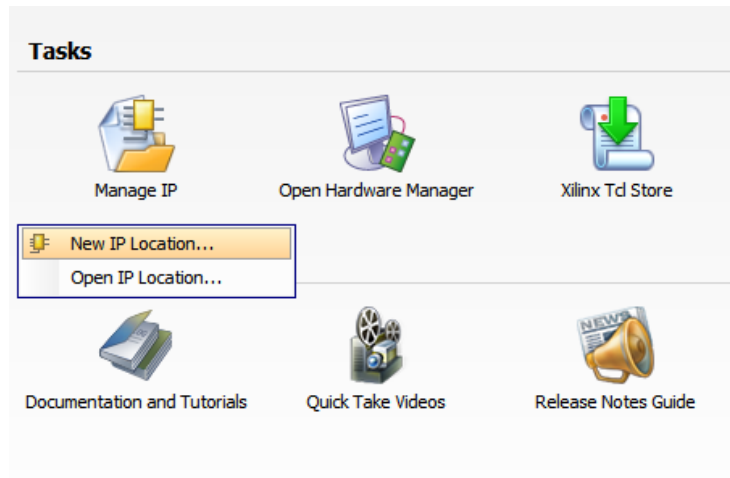 Tasks
Manage IP
Open Hardware Manager
Xilinx Tcl Store
New IP Location...
Open IP Location...
NEWS
Documentation and Tutorials
Quick Take Videos
Release Notes Guide